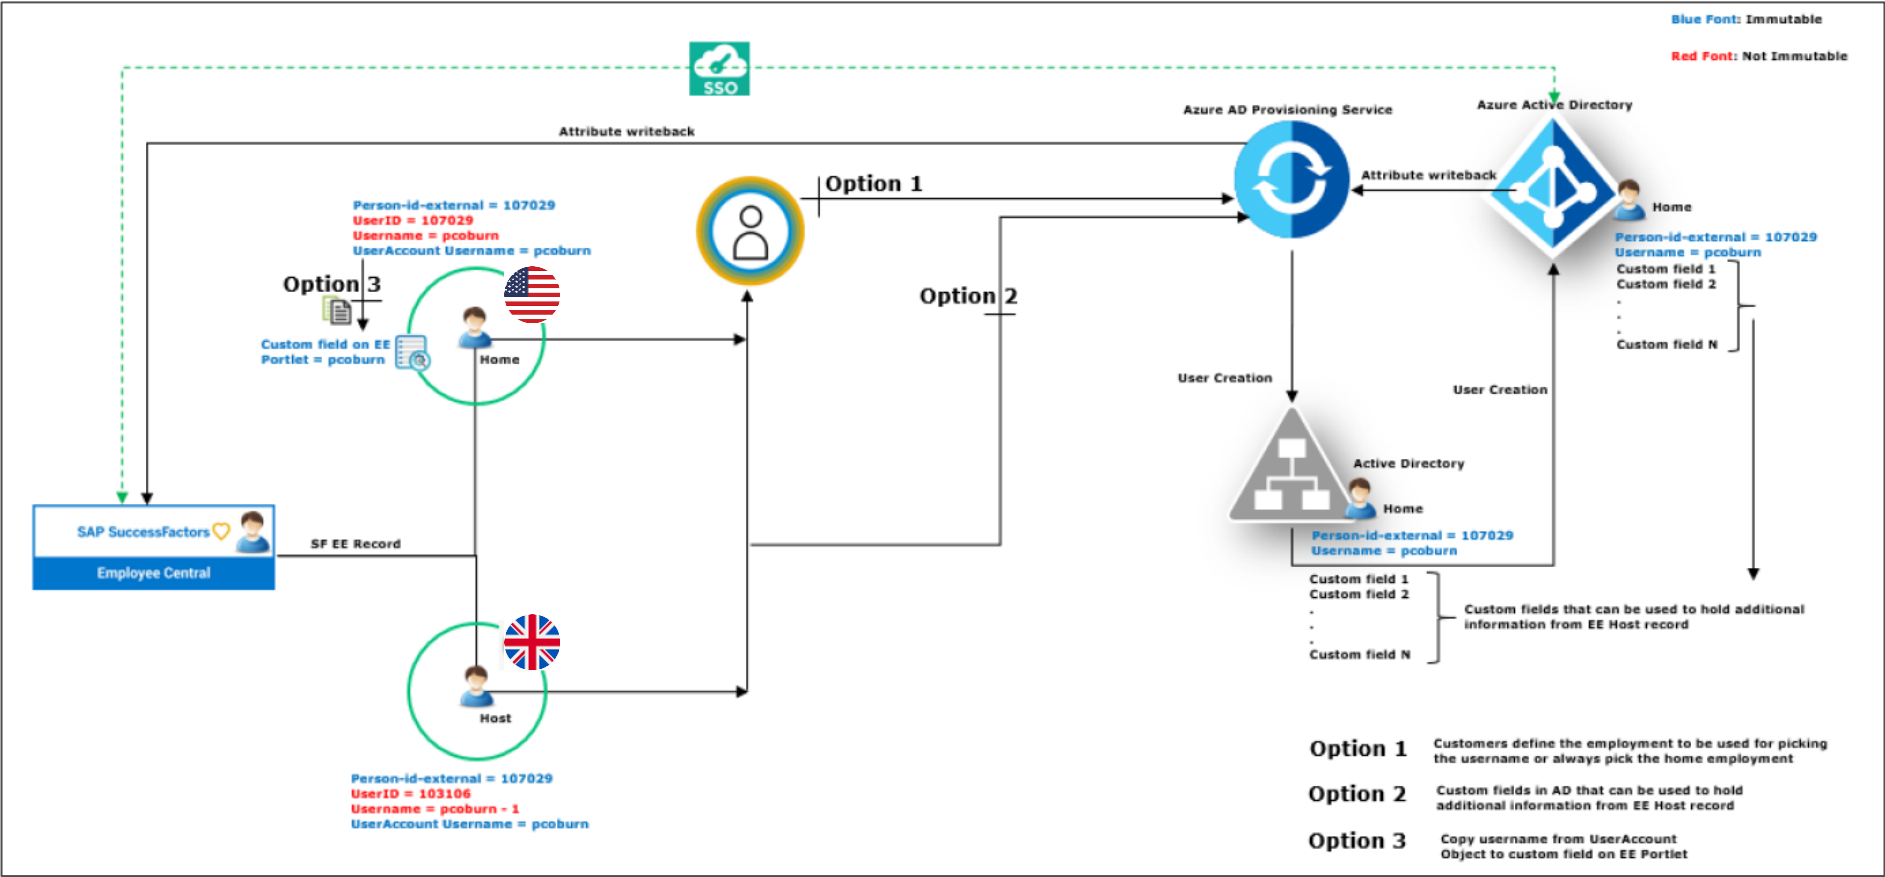 Blue Font: Immutable
Red Font: Not Immutable
SSO
Azure AD Provisioning Service
Azure Active Directory
Attribute writeback
Option 1
Attribute writeback
Home
Person-id-external = 107029
UserID = 107029
Username = pcoburn
UserAccount Username = pcoburn
Person-id-external = 107029
Username = pcoburn
Custom field 1
Custom field 2
.
.
.
Custom field N
Option 3
Option 2
Custom field on EE
Portlet = pcoburn
Home
User Creation
User Creation
Active Directory
Home
SAP SuccessFactors
Employee Central
SF EE Record
Person-id-external = 107029
Username = pcoburn
Custom field 1
Custom field 2
.
.
.
Custom field N
Custom fields that can be used to hold additional
information from EE Host record
Host
Person-id-external = 107029
UserID = 103106
Username = pcoburn - 1
UserAccount Username = pcoburn
Option 1
Customers define the employment to be used for picking
the username or always pick the home employment
Option 2
Custom fields in AD that can be used to hold
additional information from EE Host record
Option 3
Copy username from UserAccount
Object to custom field on EE Portlet